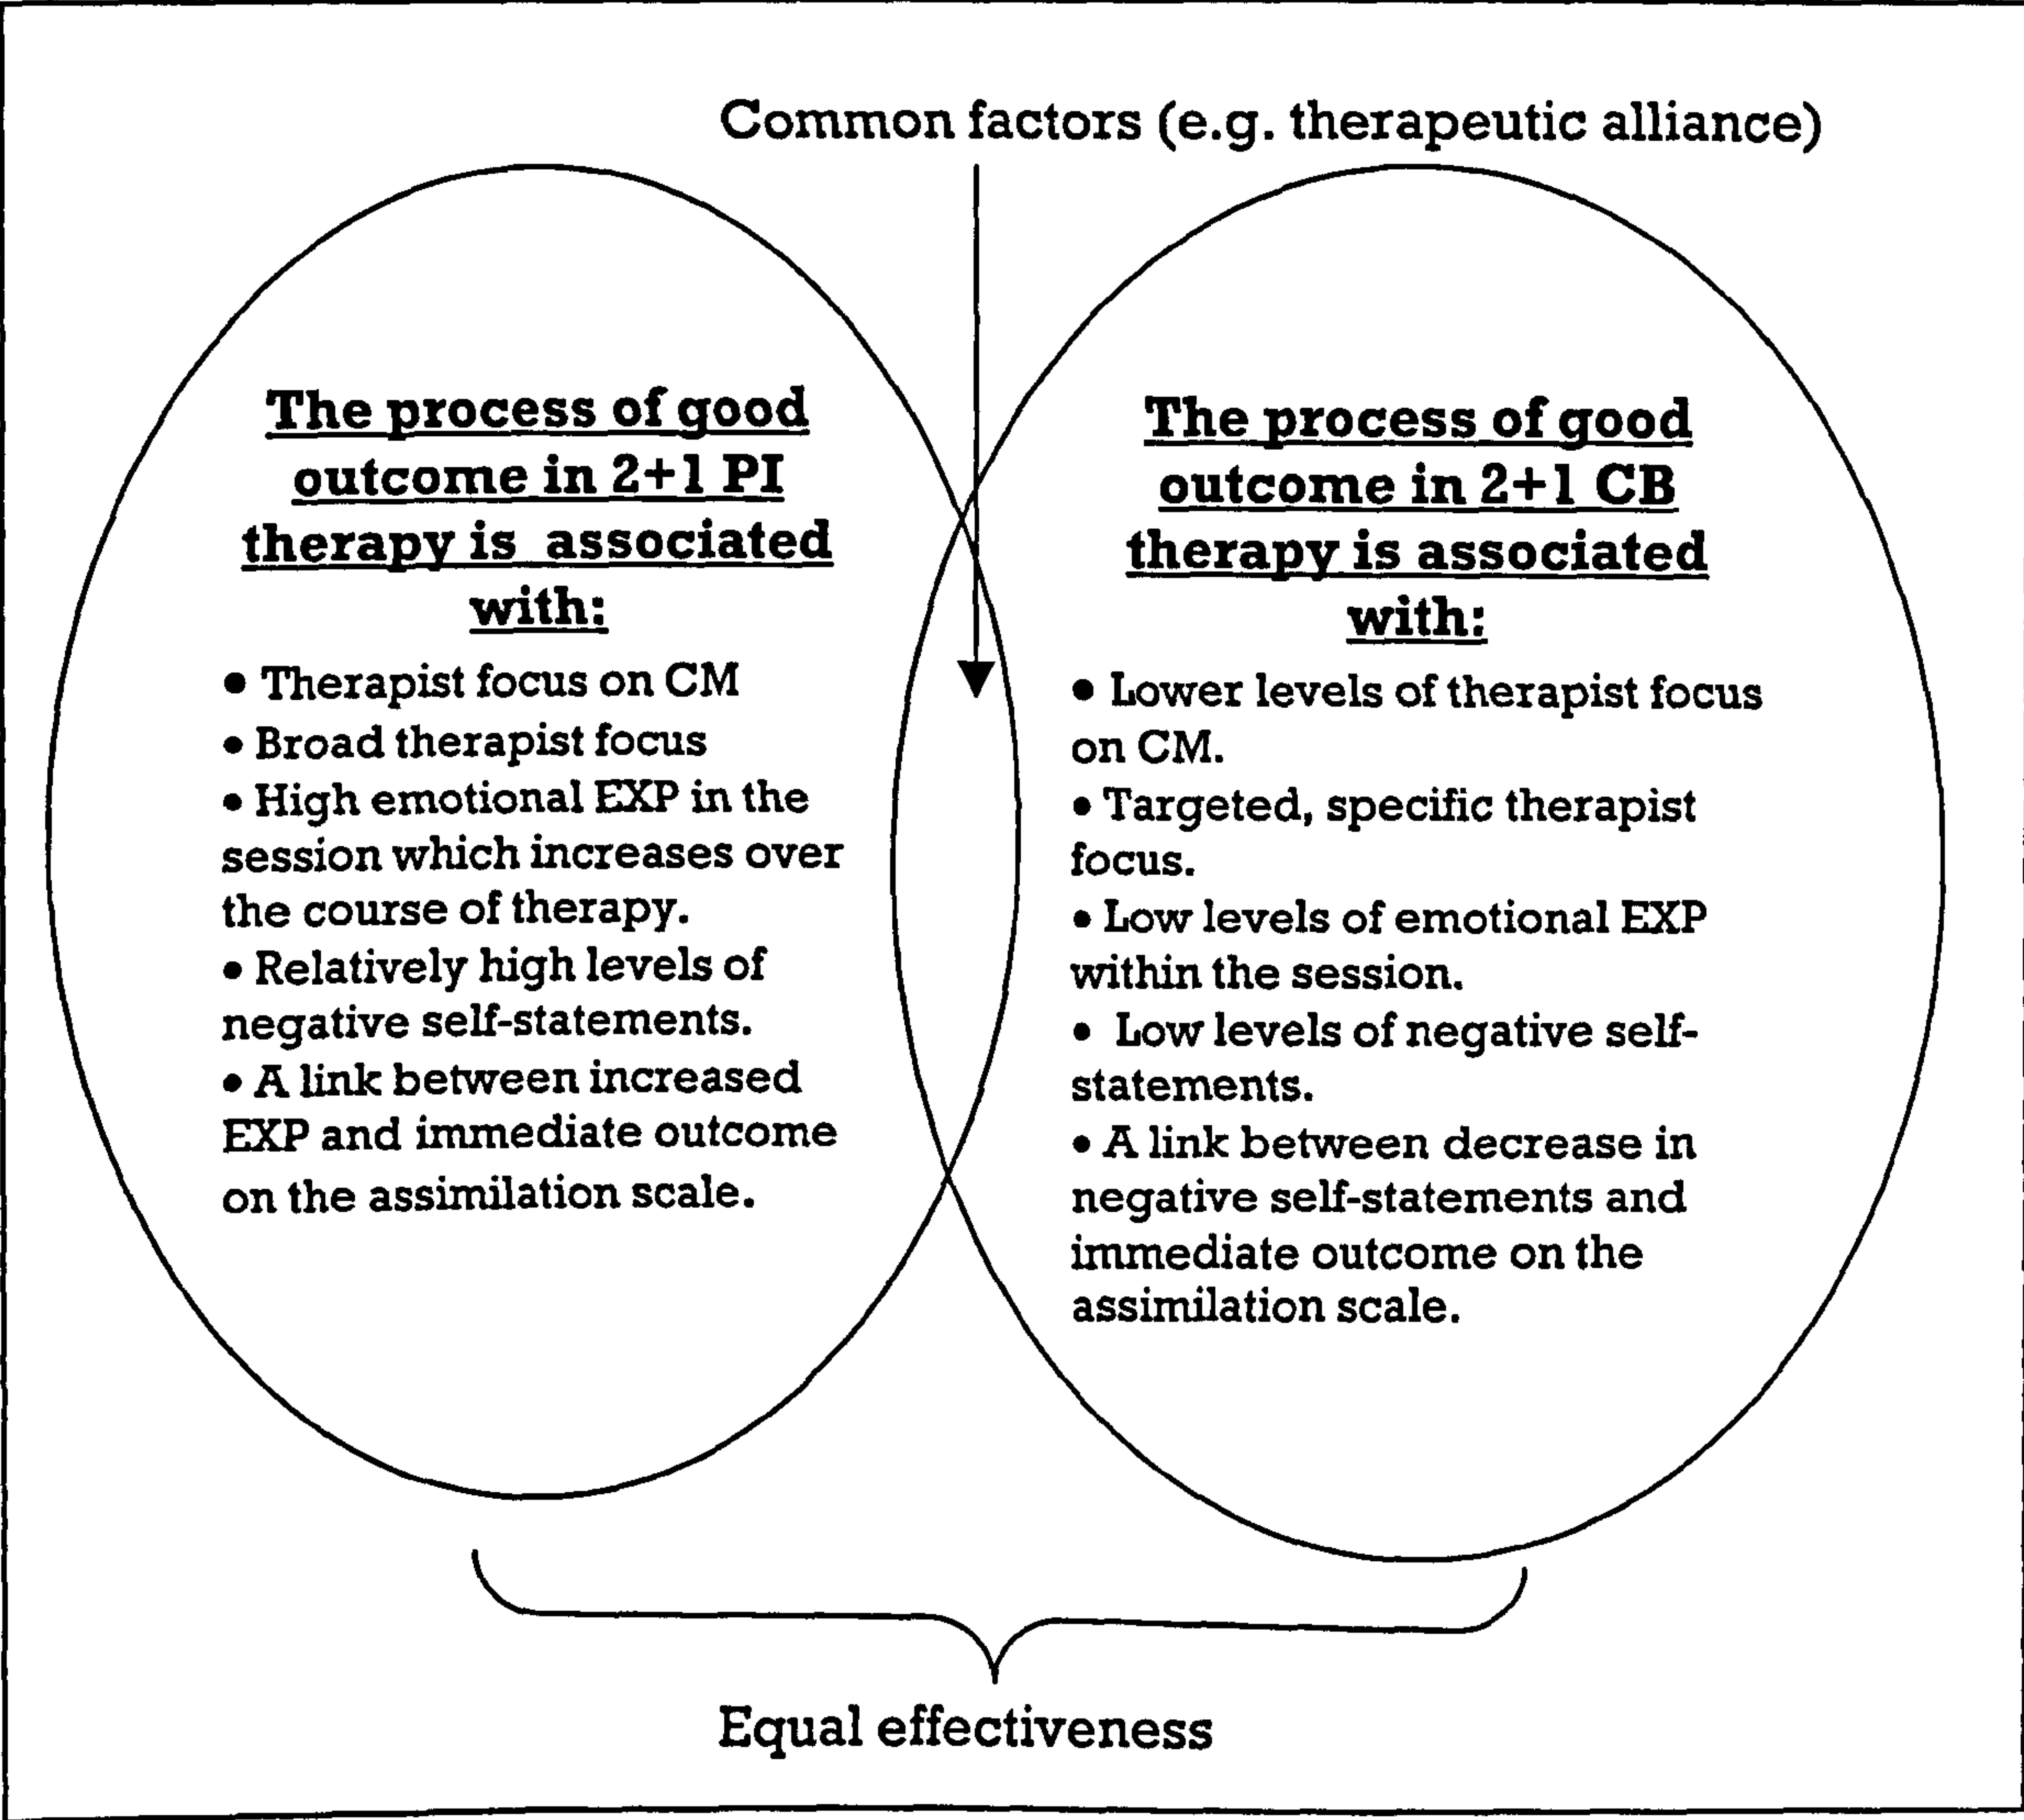 Common factors (e.g. therapeutic alliance)
The process of good
outcome in 2+1 PI
therapy is associated
with:
• Therapist focus on CM
• Broad therapist focus
• High emotional EXP in the
session which increases over
the course of therapy.
• Relatively high levels of
negative self-statements.
• A link between increased
EXP and immediate outcome
on the assimilation scale.
The process of good
outcome in 2+1 CB
therapy is associated
with:
• Lower levels of therapist focus
on CM.
• Targeted, specific therapist
focus.
• Low levels of emotional EXP
within the session.
• Low levels of negative self-
statements.
• A link between decrease in
negative self-statements and
immediate outcome on the
assimilation scale.
Equal effectiveness